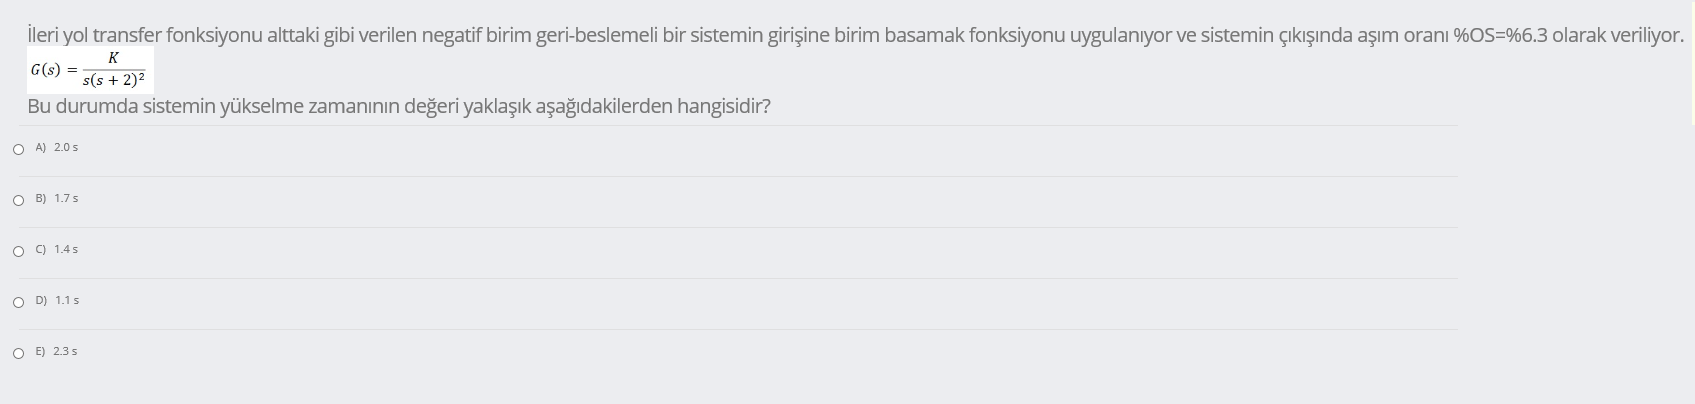 İleri yol transfer fonksiyonu alttaki gibi verilen negatif birim geri-beslemeli bir sistemin girişine birim basamak fonksiyonu uygulanıyor ve sistemin çıkışında aşım oranı %OS=%6.3 olarak veriliyor.
G(s) = K / s(s + 2)²
Bu durumda sistemin yükselme zamanının değeri yaklaşık aşağıdakilerden hangisidir?
A) 2.0 s
B) 1.7 s
C) 1.4 s
D) 1.1 s
E) 2.3 s